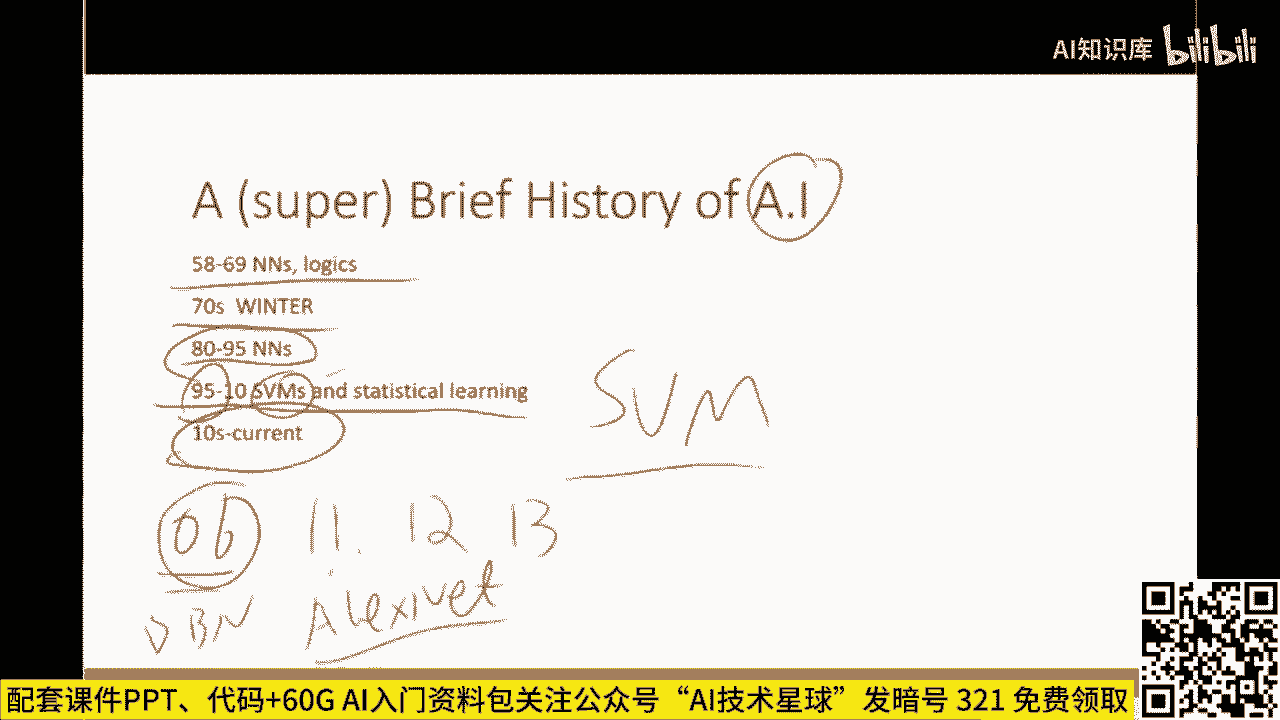 AI知识库 bilibili
A (super) Brief History of A.I
58-69 NNs, logics
70s WINTER
80-95 NNs
95-10 SVMs and statistical learning
10s-current
SVM
06 11. 12 13
DBN Alexnet
配套课件PPT、代码+60G AI入门资料包关注公众号“AI技术星球”发暗号 321 免费领取